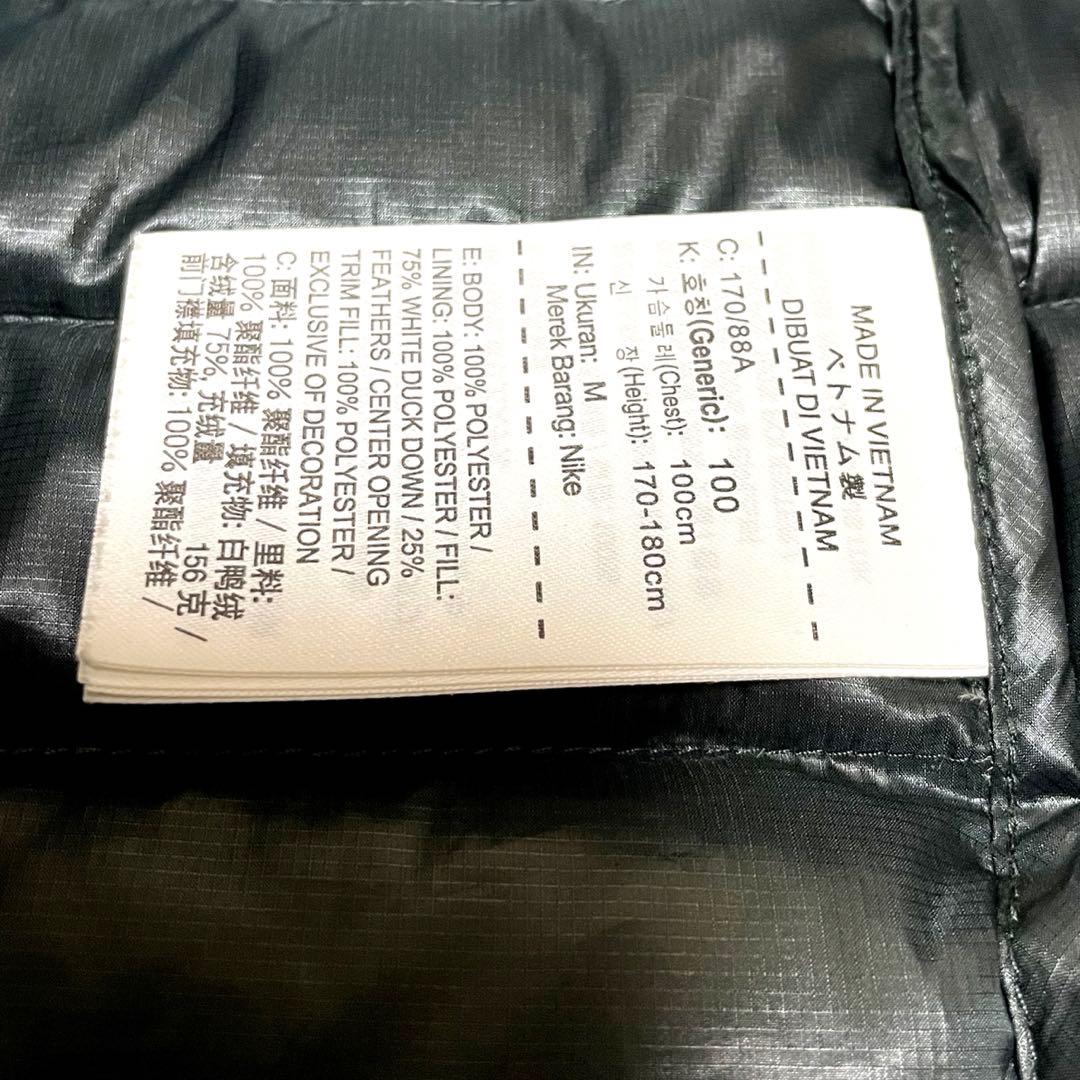 MADE IN VIETNAM
ベトナム製
DIBUAT DI VIETNAM
C: 170/88A
K: 호칭(Generic): 100
가슴둘레(Chest): 100cm
신 장(Height): 170-180cm
IN: Ukuran: M
Merek Barang: Nike
E: BODY: 100% POLYESTER /
LINING: 100% POLYESTER / FILL:
75% WHITE DUCK DOWN / 25%
FEATHERS / CENTER OPENING
TRIM FILL: 100% POLYESTER /
EXCLUSIVE OF DECORATION
C: 面料: 100% 聚酯纤维 / 里料:
100% 聚酯纤维 / 填充物: 白鸭绒
含绒量 75%, 充绒量 156 克 /
前门襟填充物: 100% 聚酯纤维 /